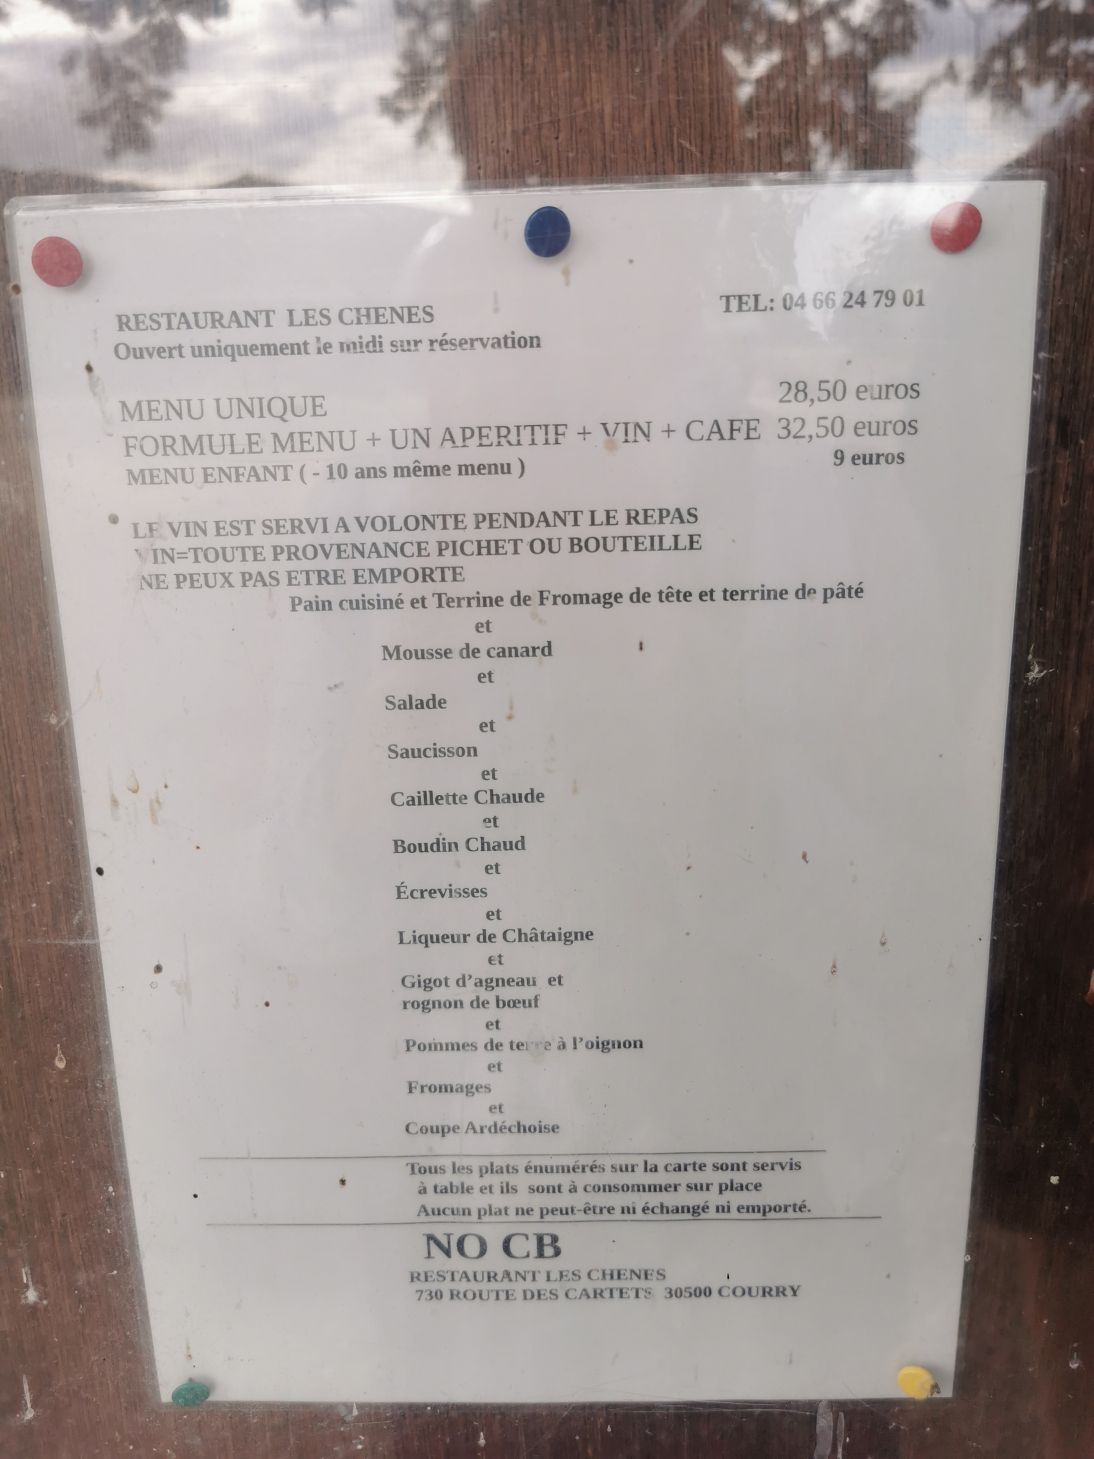 RESTAURANT LES CHENES
TEL: 04 66 24 79 01
Ouvert uniquement le midi sur réservation
MENU UNIQUE 28,50 euros
FORMULE MENU + UN APERITIF + VIN + CAFE 32,50 euros
MENU ENFANT ( - 10 ans même menu ) 9 euros
LE VIN EST SERVI A VOLONTE PENDANT LE REPAS
VIN=TOUTE PROVENANCE PICHET OU BOUTEILLE
NE PEUX PAS ETRE EMPORTE
Pain cuisiné et Terrine de Fromage de tête et terrine de pâté
et
Mousse de canard
et
Salade
et
Saucisson
et
Caillette Chaude
et
Boudin Chaud
et
Écrevisses
et
Liqueur de Châtaigne
et
Gigot d’agneau et
rognon de bœuf
et
Pommes de terre à l’oignon
et
Fromages
et
Coupe Ardéchoise
Tous les plats énumérés sur la carte sont servis
à table et ils sont à consommer sur place
Aucun plat ne peut-être ni échangé ni emporté.
NO CB
RESTAURANT LES CHENES
730 ROUTE DES CARTETS 30500 COURRY